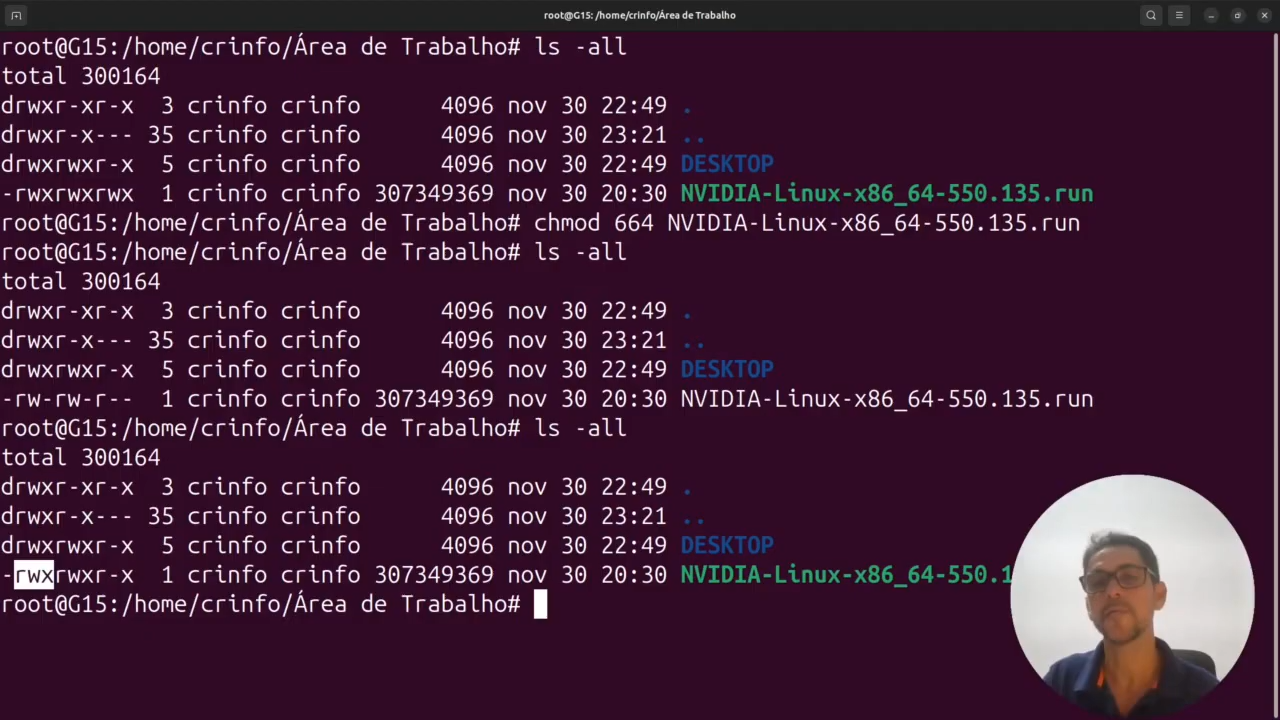 root@G15: /home/crinfo/Área de Trabalho
root@G15:/home/crinfo/Área de Trabalho# ls -all
total 300164
drwxr-xr-x 3 crinfo crinfo 4096 nov 30 22:49 .
drwxr-x--- 35 crinfo crinfo 4096 nov 30 23:21 ..
drwxrwxr-x 5 crinfo crinfo 4096 nov 30 22:49 DESKTOP
-rwxrwxrwx 1 crinfo crinfo 307349369 nov 30 20:30 NVIDIA-Linux-x86_64-550.135.run
root@G15:/home/crinfo/Área de Trabalho# chmod 664 NVIDIA-Linux-x86_64-550.135.run
root@G15:/home/crinfo/Área de Trabalho# ls -all
total 300164
drwxr-xr-x 3 crinfo crinfo 4096 nov 30 22:49 .
drwxr-x--- 35 crinfo crinfo 4096 nov 30 23:21 ..
drwxrwxr-x 5 crinfo crinfo 4096 nov 30 22:49 DESKTOP
-rw-rw-r-- 1 crinfo crinfo 307349369 nov 30 20:30 NVIDIA-Linux-x86_64-550.135.run
root@G15:/home/crinfo/Área de Trabalho# ls -all
total 300164
drwxr-xr-x 3 crinfo crinfo 4096 nov 30 22:49 .
drwxr-x--- 35 crinfo crinfo 4096 nov 30 23:21 ..
drwxrwxr-x 5 crinfo crinfo 4096 nov 30 22:49 DESKTOP
-rwxrwxr-x 1 crinfo crinfo 307349369 nov 30 20:30 NVIDIA-Linux-x86_64-550.1
root@G15:/home/crinfo/Área de Trabalho#